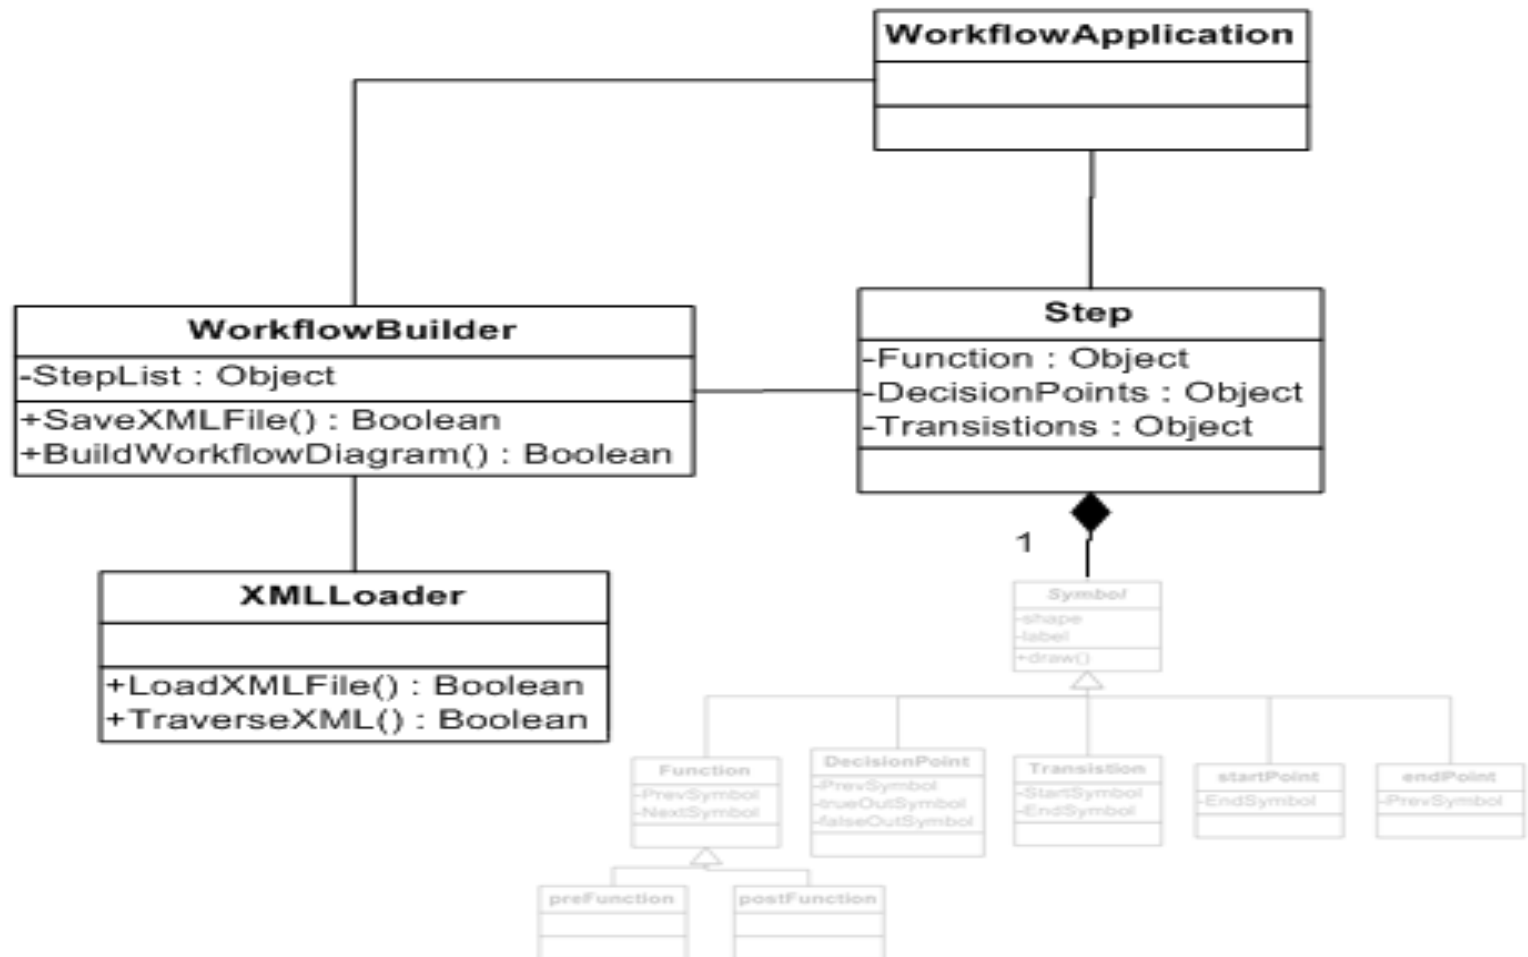 WorkflowApplication
WorkflowBuilder
-StepList : Object
+SaveXMLFile() : Boolean
+BuildWorkflowDiagram() : Boolean
Step
-Function : Object
-DecisionPoints : Object
-Transistions : Object
1
XMLLoader
+LoadXMLFile() : Boolean
+TraverseXML() : Boolean
Symbol
-shape
-label
+draw()
Function
-PrevSymbol
-NextSymbol
DecisionPoint
-PrevSymbol
-trueOutSymbol
-falseOutSymbol
Transistion
-StartSymbol
-EndSymbol
startPoint
-EndSymbol
endPoint
-PrevSymbol
preFunction
postFunction